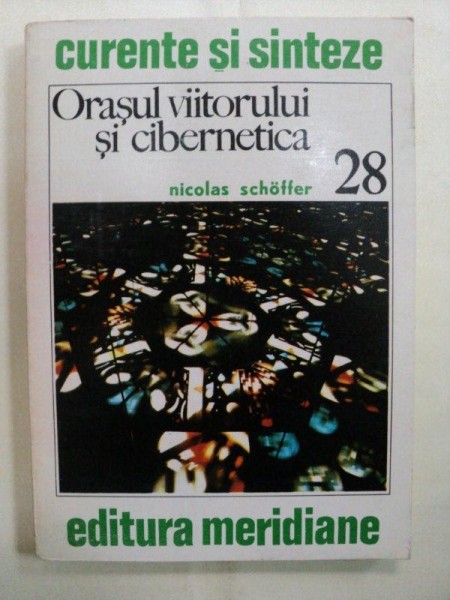 curente și sinteze
Orașul viitorului
și cibernetica
28
nicolas schöffer
editura meridiane